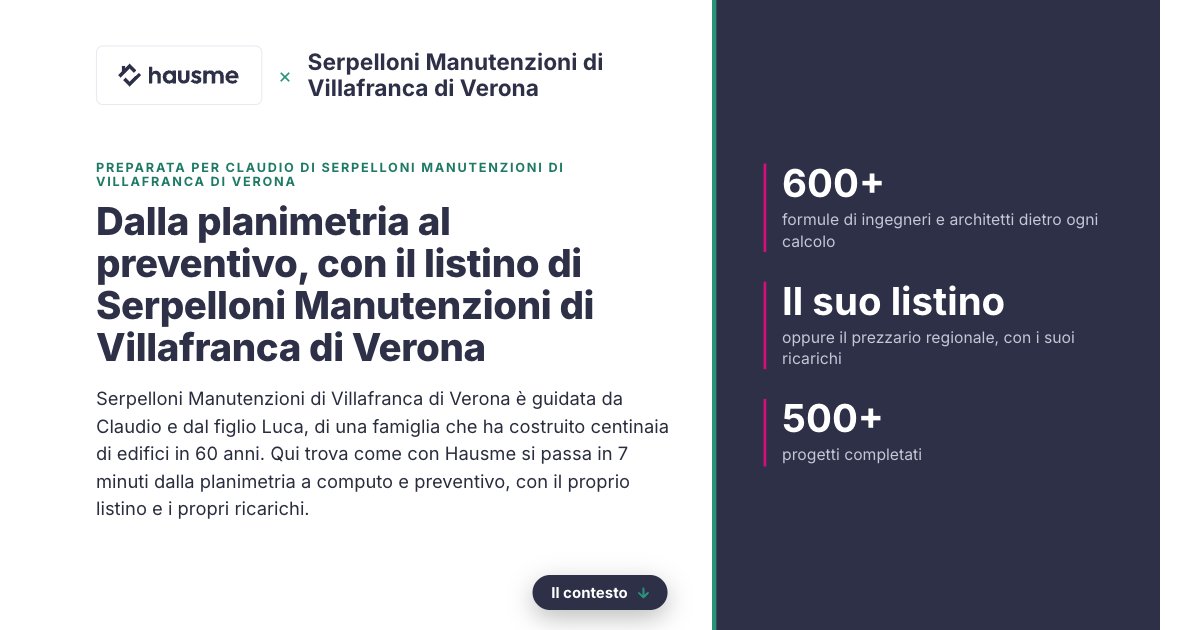 hausme
×
Serpelloni Manutenzioni di
Villafranca di Verona
PREPARATA PER CLAUDIO DI SERPELLONI MANUTENZIONI DI
VILLAFRANCA DI VERONA
Dalla planimetria al
preventivo, con il listino di
Serpelloni Manutenzioni di
Villafranca di Verona
Serpelloni Manutenzioni di Villafranca di Verona è guidata da
Claudio e dal figlio Luca, di una famiglia che ha costruito centinaia
di edifici in 60 anni. Qui trova come con Hausme si passa in 7
minuti dalla planimetria a computo e preventivo, con il proprio
listino e i propri ricarichi.
Il contesto ↓
600+
formule di ingegneri e architetti dietro ogni
calcolo
Il suo listino
oppure il prezzario regionale, con i suoi
ricarichi
500+
progetti completati